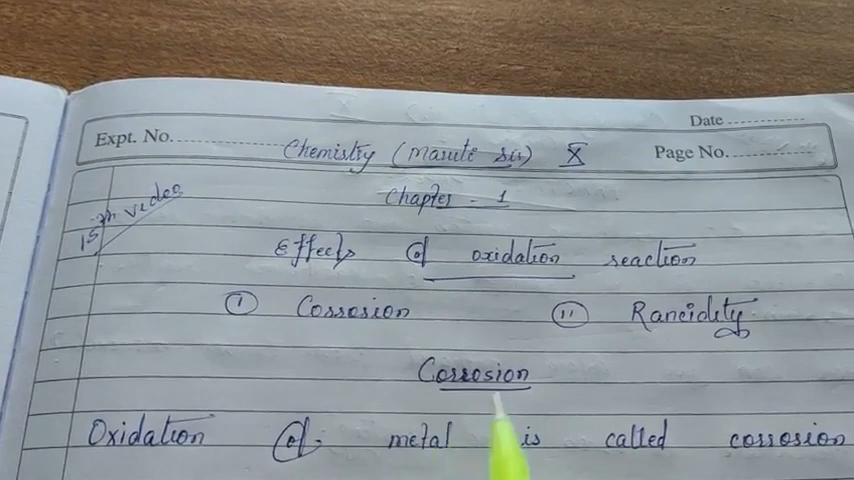 Date
Expt. No. Chemistry (Marute Sir) X Page No.
Chapter - 1
15th video
Effects of oxidation reaction
(i) Corrosion (ii) Rancidity
Corrosion
Oxidation of metal is called corrosion